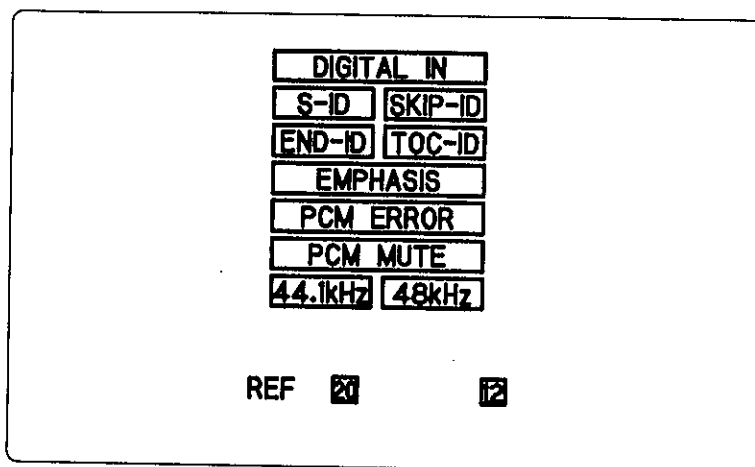 DIGITAL IN
S-ID SKIP-ID
END-ID TOC-ID
EMPHASIS
PCM ERROR
PCM MUTE
44.1kHz 48kHz
REF 20 12